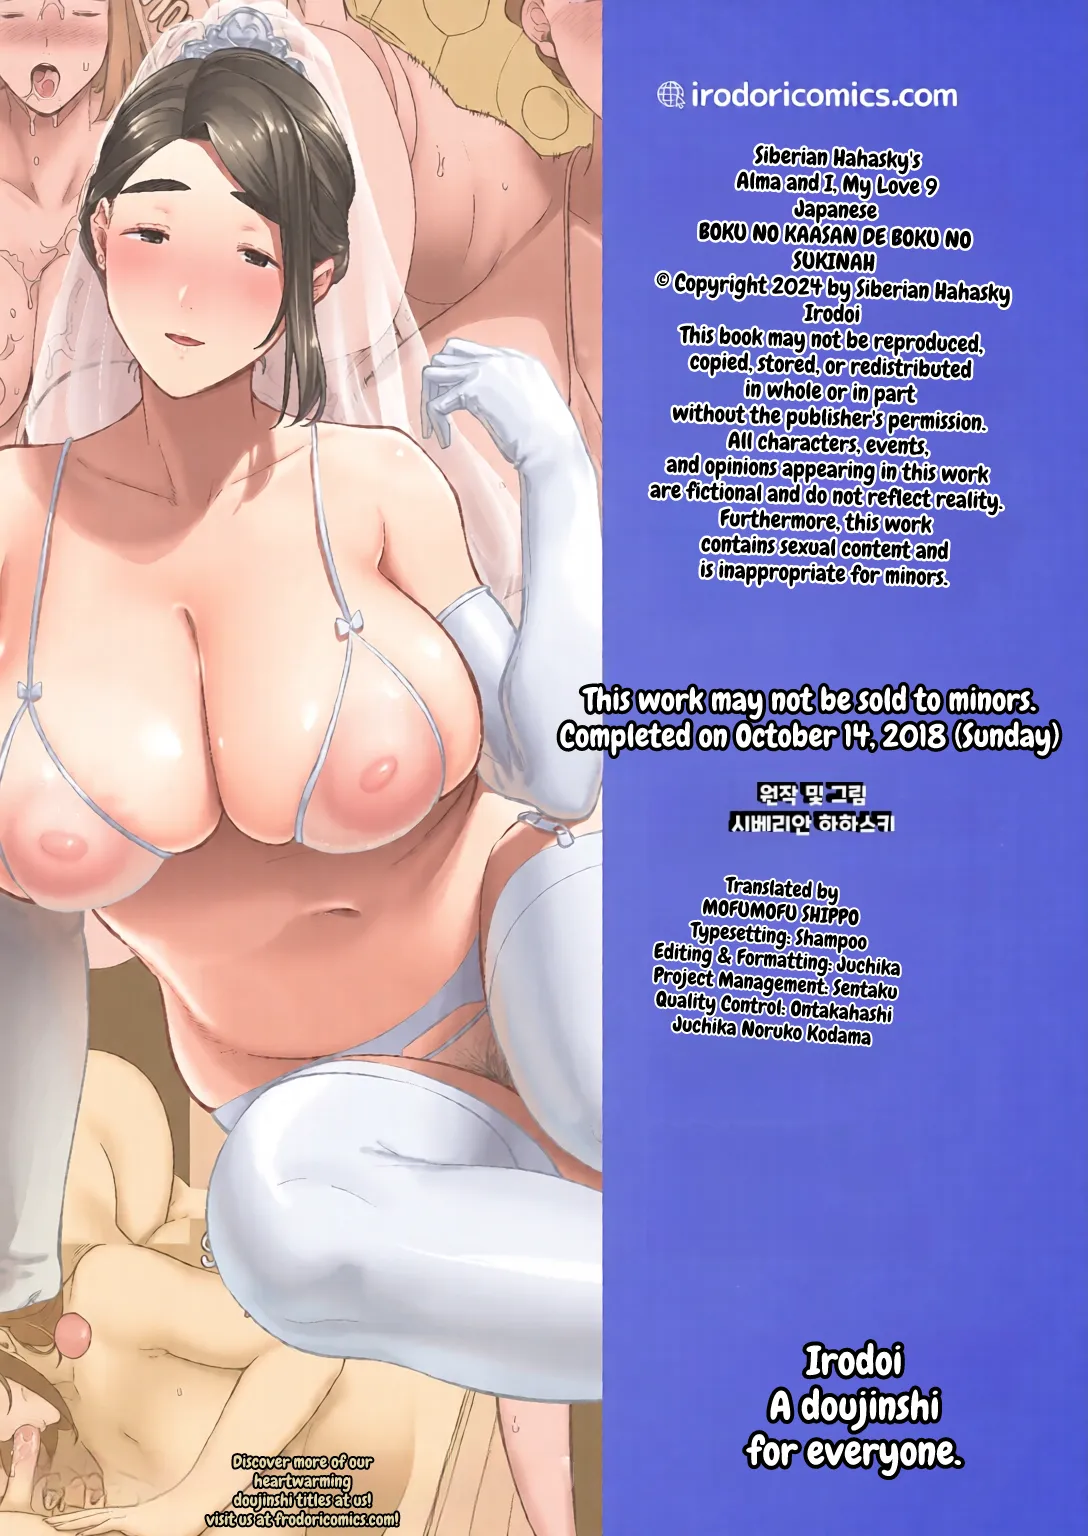 irodoricomics.com
Siberian Hahasky's
Alma and I, My Love 9
Japanese
BOKU NO KAASAN DE BOKU NO
SUKINAH
© Copyright 2024 by Siberian Hahasky
Irodoi
This book may not be reproduced,
copied, stored, or redistributed
in whole or in part
without the publisher's permission.
All characters, events,
and opinions appearing in this work
are fictional and do not reflect reality.
Furthermore, this work
contains sexual content and
is inappropriate for minors.
This work may not be sold to minors.
Completed on October 14, 2018 (Sunday)
원작 및 그림
시베리안 하하스키
Translated by
MOFUMOFU SHIPPO
Typesetting: Shampoo
Editing & Formatting: Juchika
Project Management: Sentaku
Quality Control: Ontakahashi
Juchika Noruko Kodama
Irodoi
A doujinshi
for everyone.
Discover more of our
heartwarming
doujinshi titles at us!
visit us at frodoricomics.com!